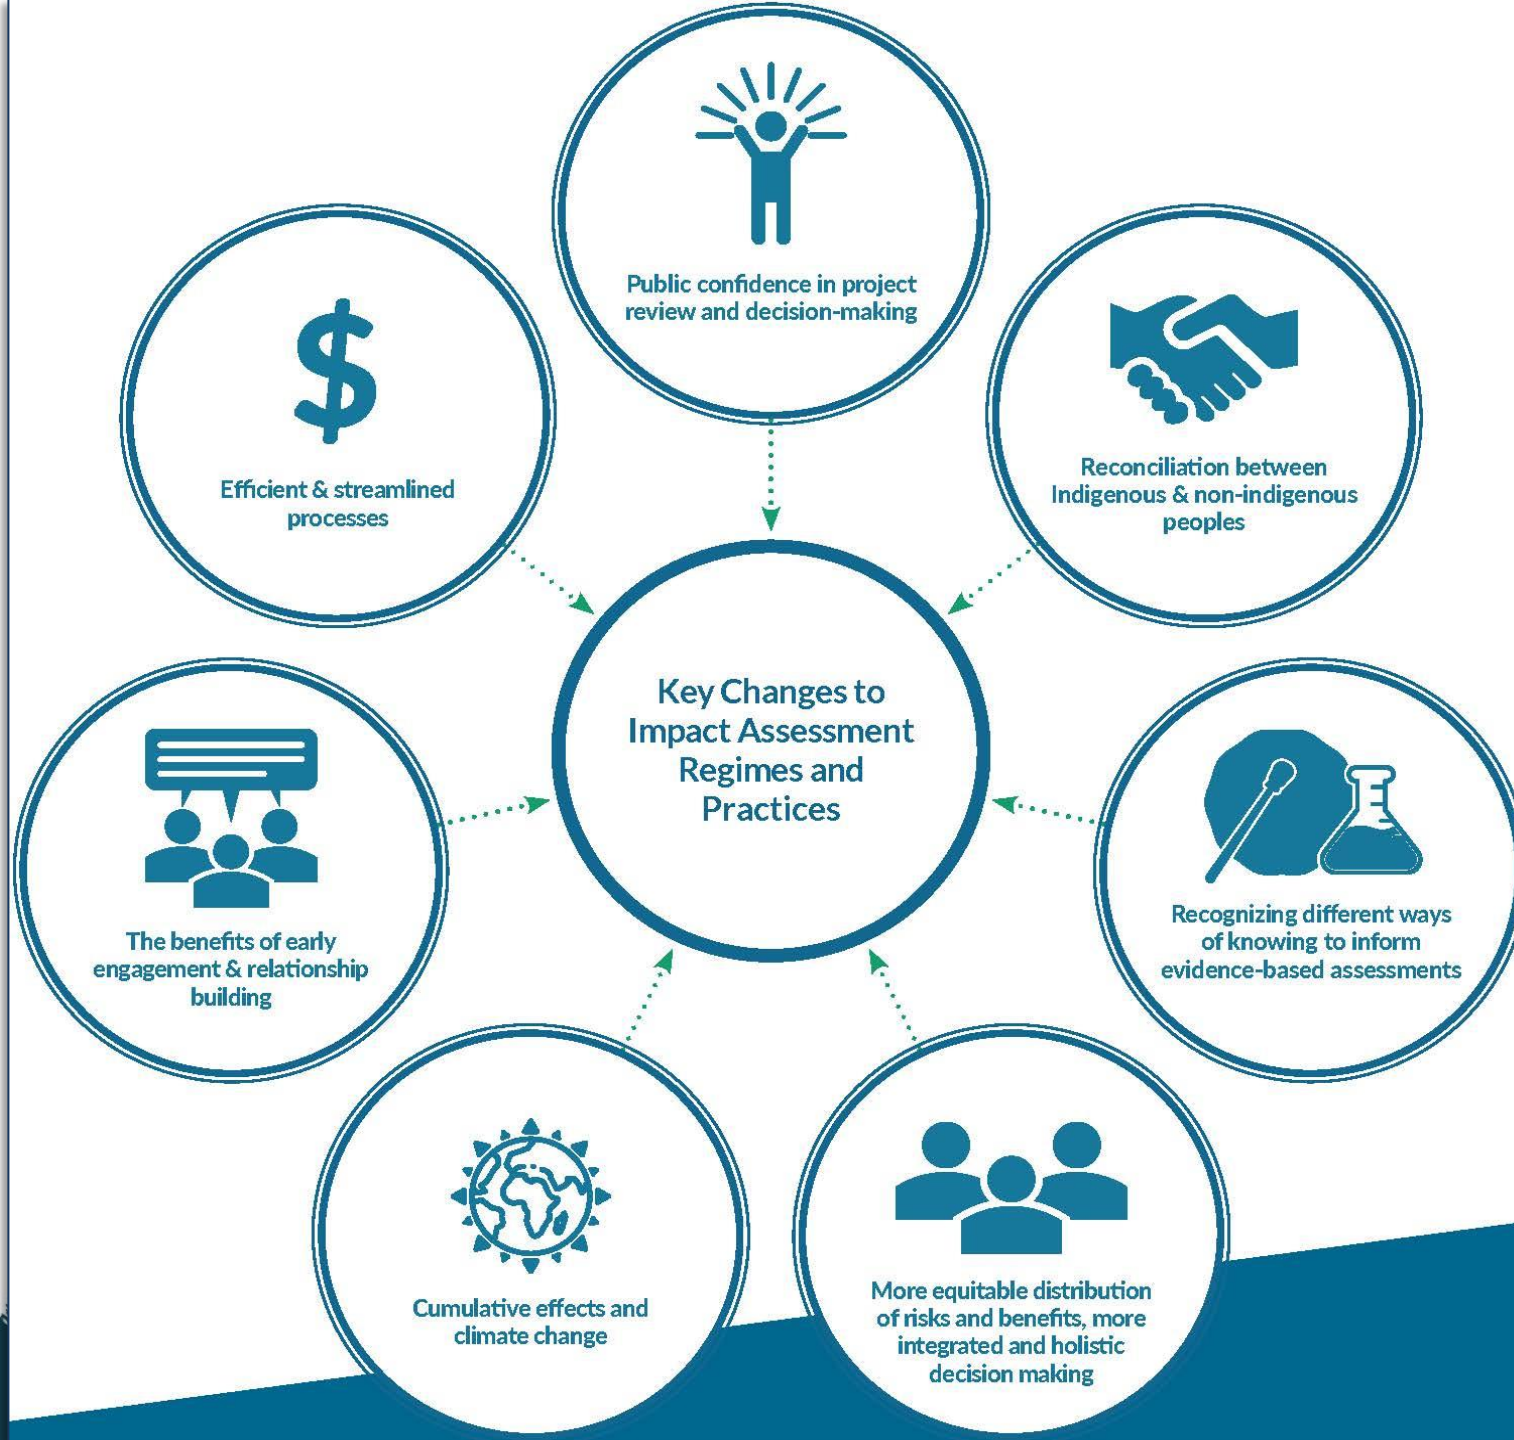 Public confidence in project
review and decision-making
Reconciliation between
Indigenous & non-indigenous
peoples
Recognizing different ways
of knowing to inform
evidence-based assessments
More equitable distribution
of risks and benefits, more
integrated and holistic
decision making
Cumulative effects and
climate change
The benefits of early
engagement & relationship
building
$
Efficient & streamlined
processes
Key Changes to
Impact Assessment
Regimes and
Practices